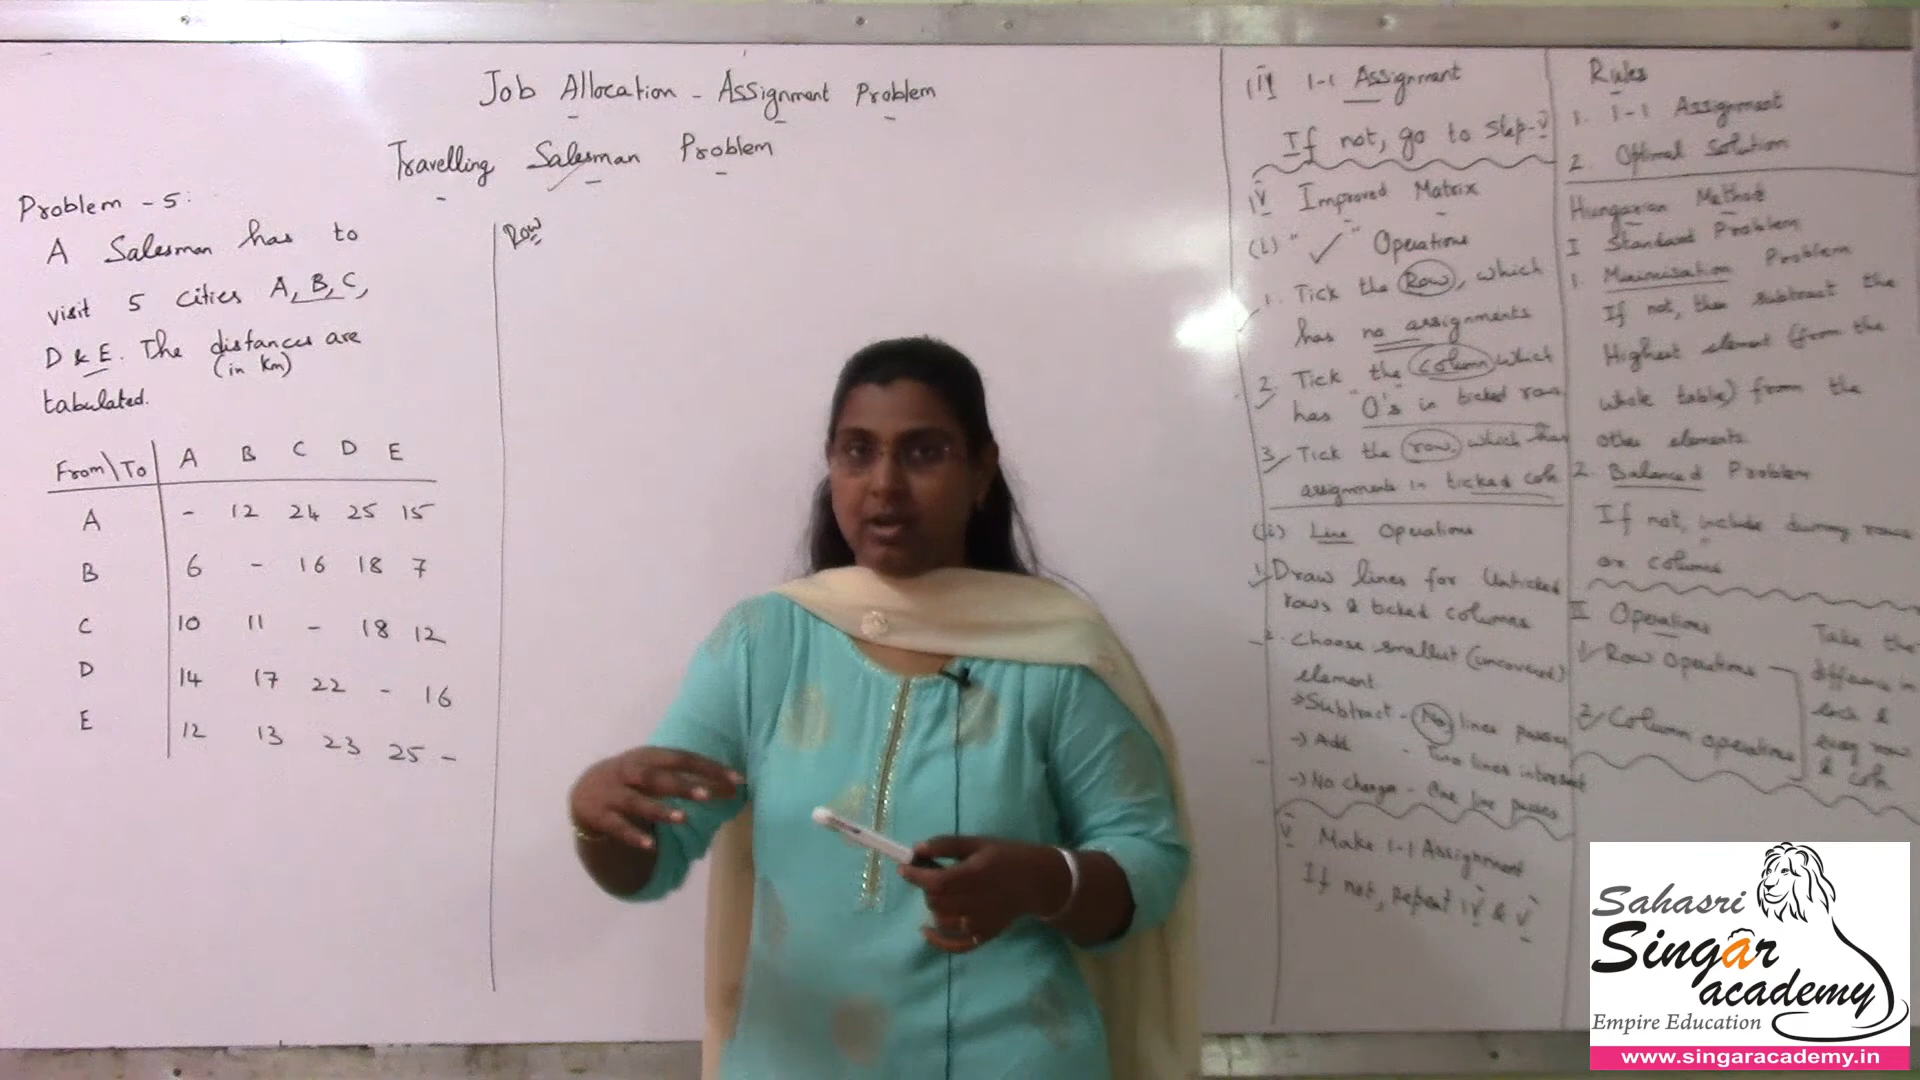 Job Allocation - Assignment Problem
Travelling Salesman Problem
Problem - 5:
A Salesman has to
visit 5 cities A, B, C,
D & E. The distances are
(in km)
tabulated.
From\To A B C D E
A - 12 24 25 15
B 6 - 16 18 7
C 10 11 - 18 12
D 14 17 22 - 16
E 12 13 23 25 -
Row
iii 1-1 Assignment
If not, go to Step-v
iv Improved Matrix
(i) "✓" Operations
1. Tick the Row, which
has no assignments
2. Tick the column which
has "0's in ticked rows
3. Tick the row, which has
assignments in ticked coln
(ii) Line Operations
1. Draw lines for Unticked
rows & ticked columns
2. Choose smallest (uncovered)
element
→ Subtract - No lines passes
→ Add - Two lines intersect
→ No changes - One line passes
v Make 1-1 Assignment
If not, repeat iv & v
Rules
1. 1-1 Assignment
2. Optimal Solution
Hungarian Method
I Standard Problem
1. Minimisation Problem
If not, then subtract the
Highest element (from the
whole table) from the
other elements
2. Balanced Problem
If not, include dummy rows
or columns
II Operations
1. Row Operations
2. Column operations
Take the
difference in
each &
every row
& coln
Sahasri
Singar
academy
Empire Education
www.singaracademy.in